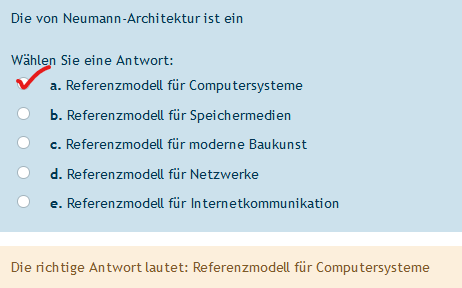 Die von Neumann-Architektur ist ein
Wählen Sie eine Antwort:
a. Referenzmodell für Computersysteme
b. Referenzmodell für Speichermedien
c. Referenzmodell für moderne Baukunst
d. Referenzmodell für Netzwerke
e. Referenzmodell für Internetkommunikation
Die richtige Antwort lautet: Referenzmodell für Computersysteme